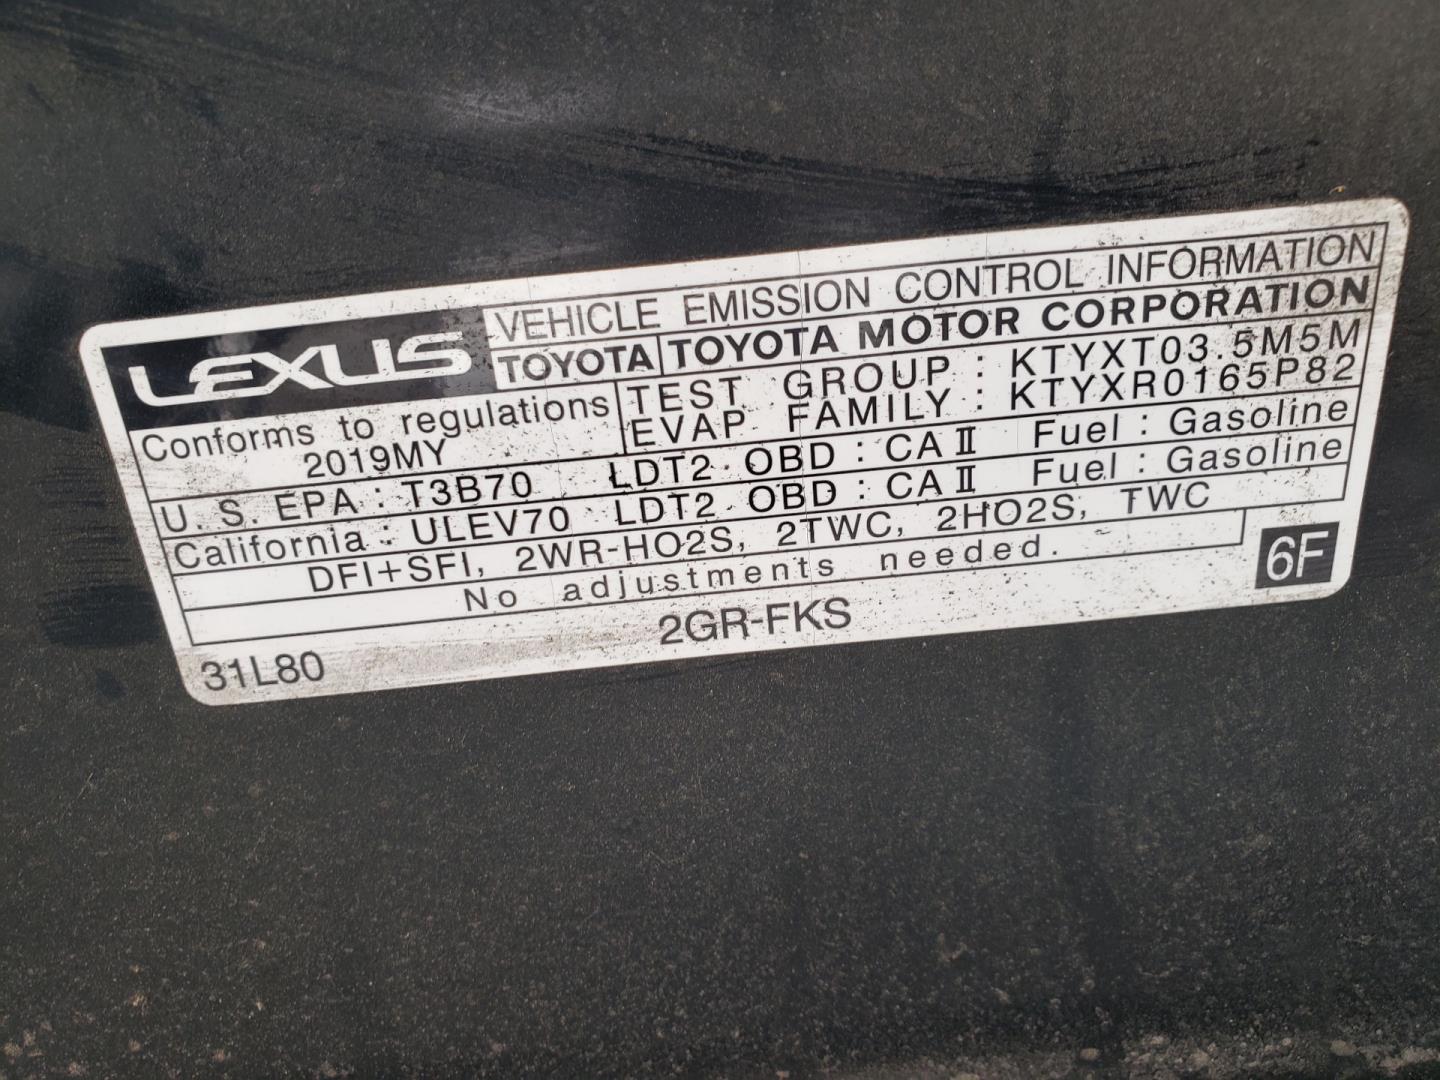 LEXUS
VEHICLE EMISSION CONTROL INFORMATION
TOYOTA TOYOTA MOTOR CORPORATION
Conforms to regulations
2019MY
TEST GROUP : KTYXT03.5M5M
EVAP FAMILY : KTYXR0165P82
U.S. EPA : T3B70 LDT2 OBD : CA II Fuel : Gasoline
California : ULEV70 LDT2 OBD : CA II Fuel : Gasoline
DFI+SFI, 2WR-HO2S, 2TWC, 2HO2S, TWC
No adjustments needed.
6F
2GR-FKS
31L80